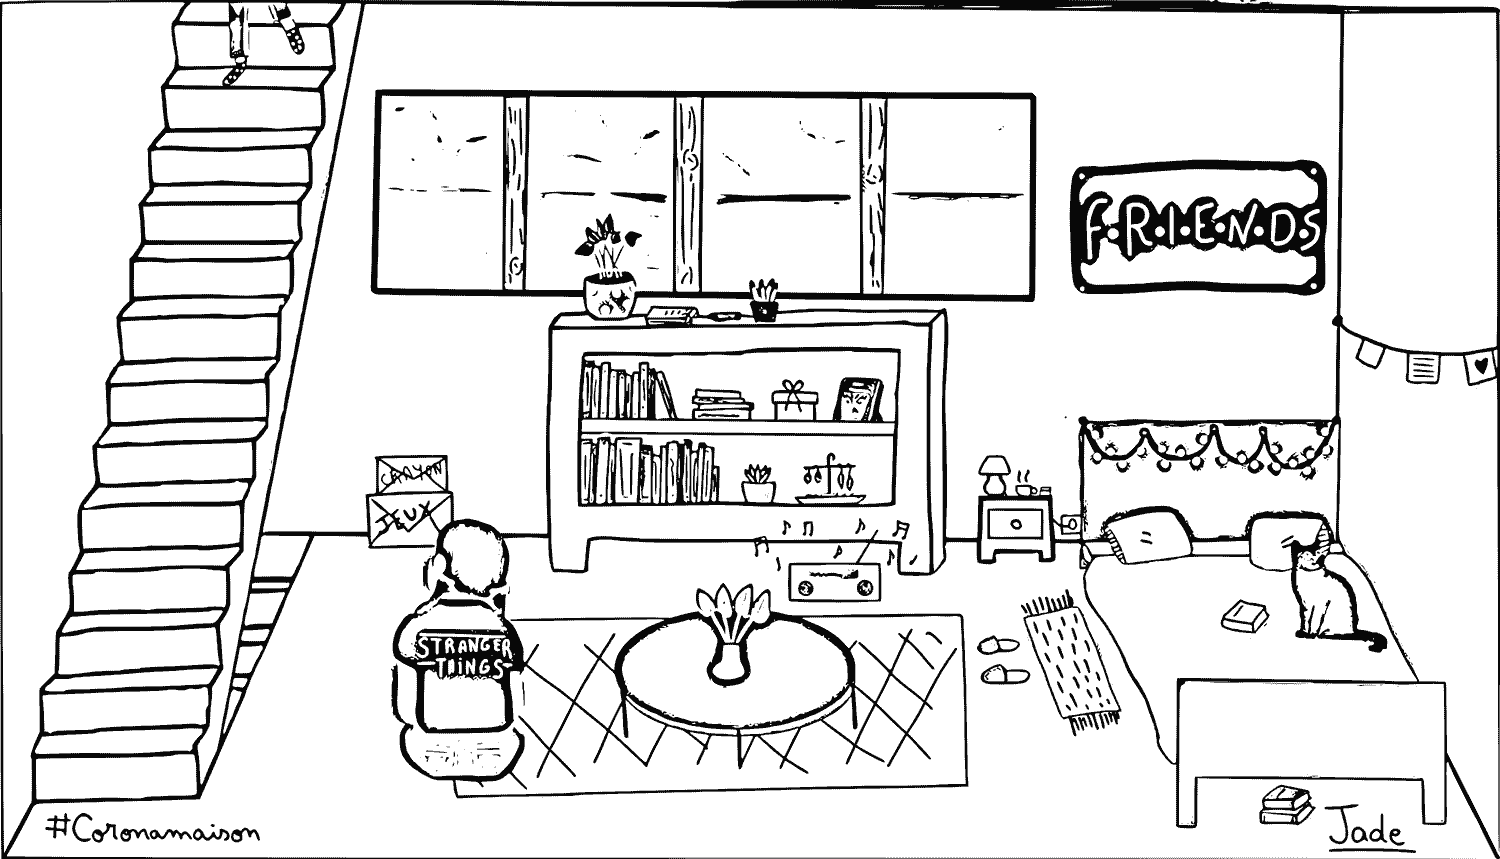 F·R·I·E·N·D·S
CRAYON
JEUX
STRANGER
THINGS
#Coronamaison
Jade